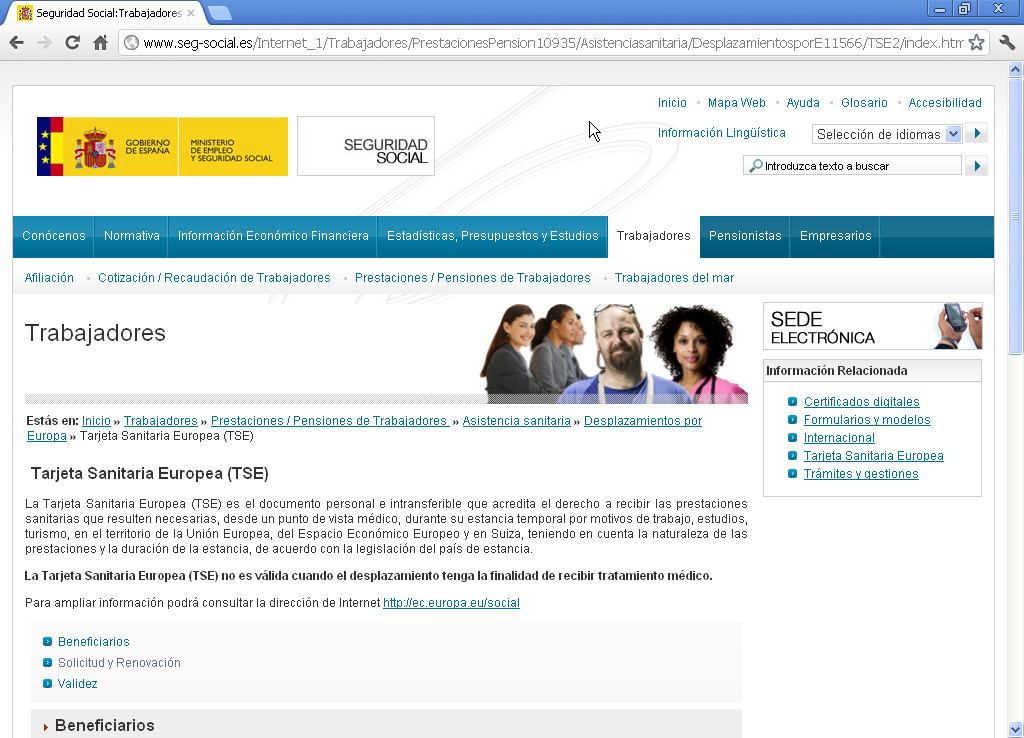 Seguridad Social:Trabajadores
www.seg-social.es/Internet_1/Trabajadores/PrestacionesPension10935/Asistenciasanitaria/DesplazamientosporE11566/TSE2/index.htm
Inicio • Mapa Web • Ayuda • Glosario • Accesibilidad
Información Lingüística Selección de idiomas
Introduzca texto a buscar
GOBIERNO
DE ESPAÑA
MINISTERIO
DE EMPLEO
Y SEGURIDAD SOCIAL
SEGURIDAD
SOCIAL
Conócenos Normativa Información Económico Financiera Estadísticas, Presupuestos y Estudios Trabajadores Pensionistas Empresarios
Afiliación • Cotización / Recaudación de Trabajadores • Prestaciones / Pensiones de Trabajadores • Trabajadores del mar
Trabajadores
Estás en: Inicio » Trabajadores » Prestaciones / Pensiones de Trabajadores » Asistencia sanitaria » Desplazamientos por
Europa » Tarjeta Sanitaria Europea (TSE)
Tarjeta Sanitaria Europea (TSE)
La Tarjeta Sanitaria Europea (TSE) es el documento personal e intransferible que acredita el derecho a recibir las prestaciones
sanitarias que resulten necesarias, desde un punto de vista médico, durante su estancia temporal por motivos de trabajo, estudios,
turismo, en el territorio de la Unión Europea, del Espacio Económico Europeo y en Suiza, teniendo en cuenta la naturaleza de las
prestaciones y la duración de la estancia, de acuerdo con la legislación del país de estancia.
La Tarjeta Sanitaria Europea (TSE) no es válida cuando el desplazamiento tenga la finalidad de recibir tratamiento médico.
Para ampliar información podrá consultar la dirección de Internet http://ec.europa.eu/social
Beneficiarios
Solicitud y Renovación
Validez
Beneficiarios
SEDE
ELECTRÓNICA
Información Relacionada
Certificados digitales
Formularios y modelos
Internacional
Tarjeta Sanitaria Europea
Trámites y gestiones